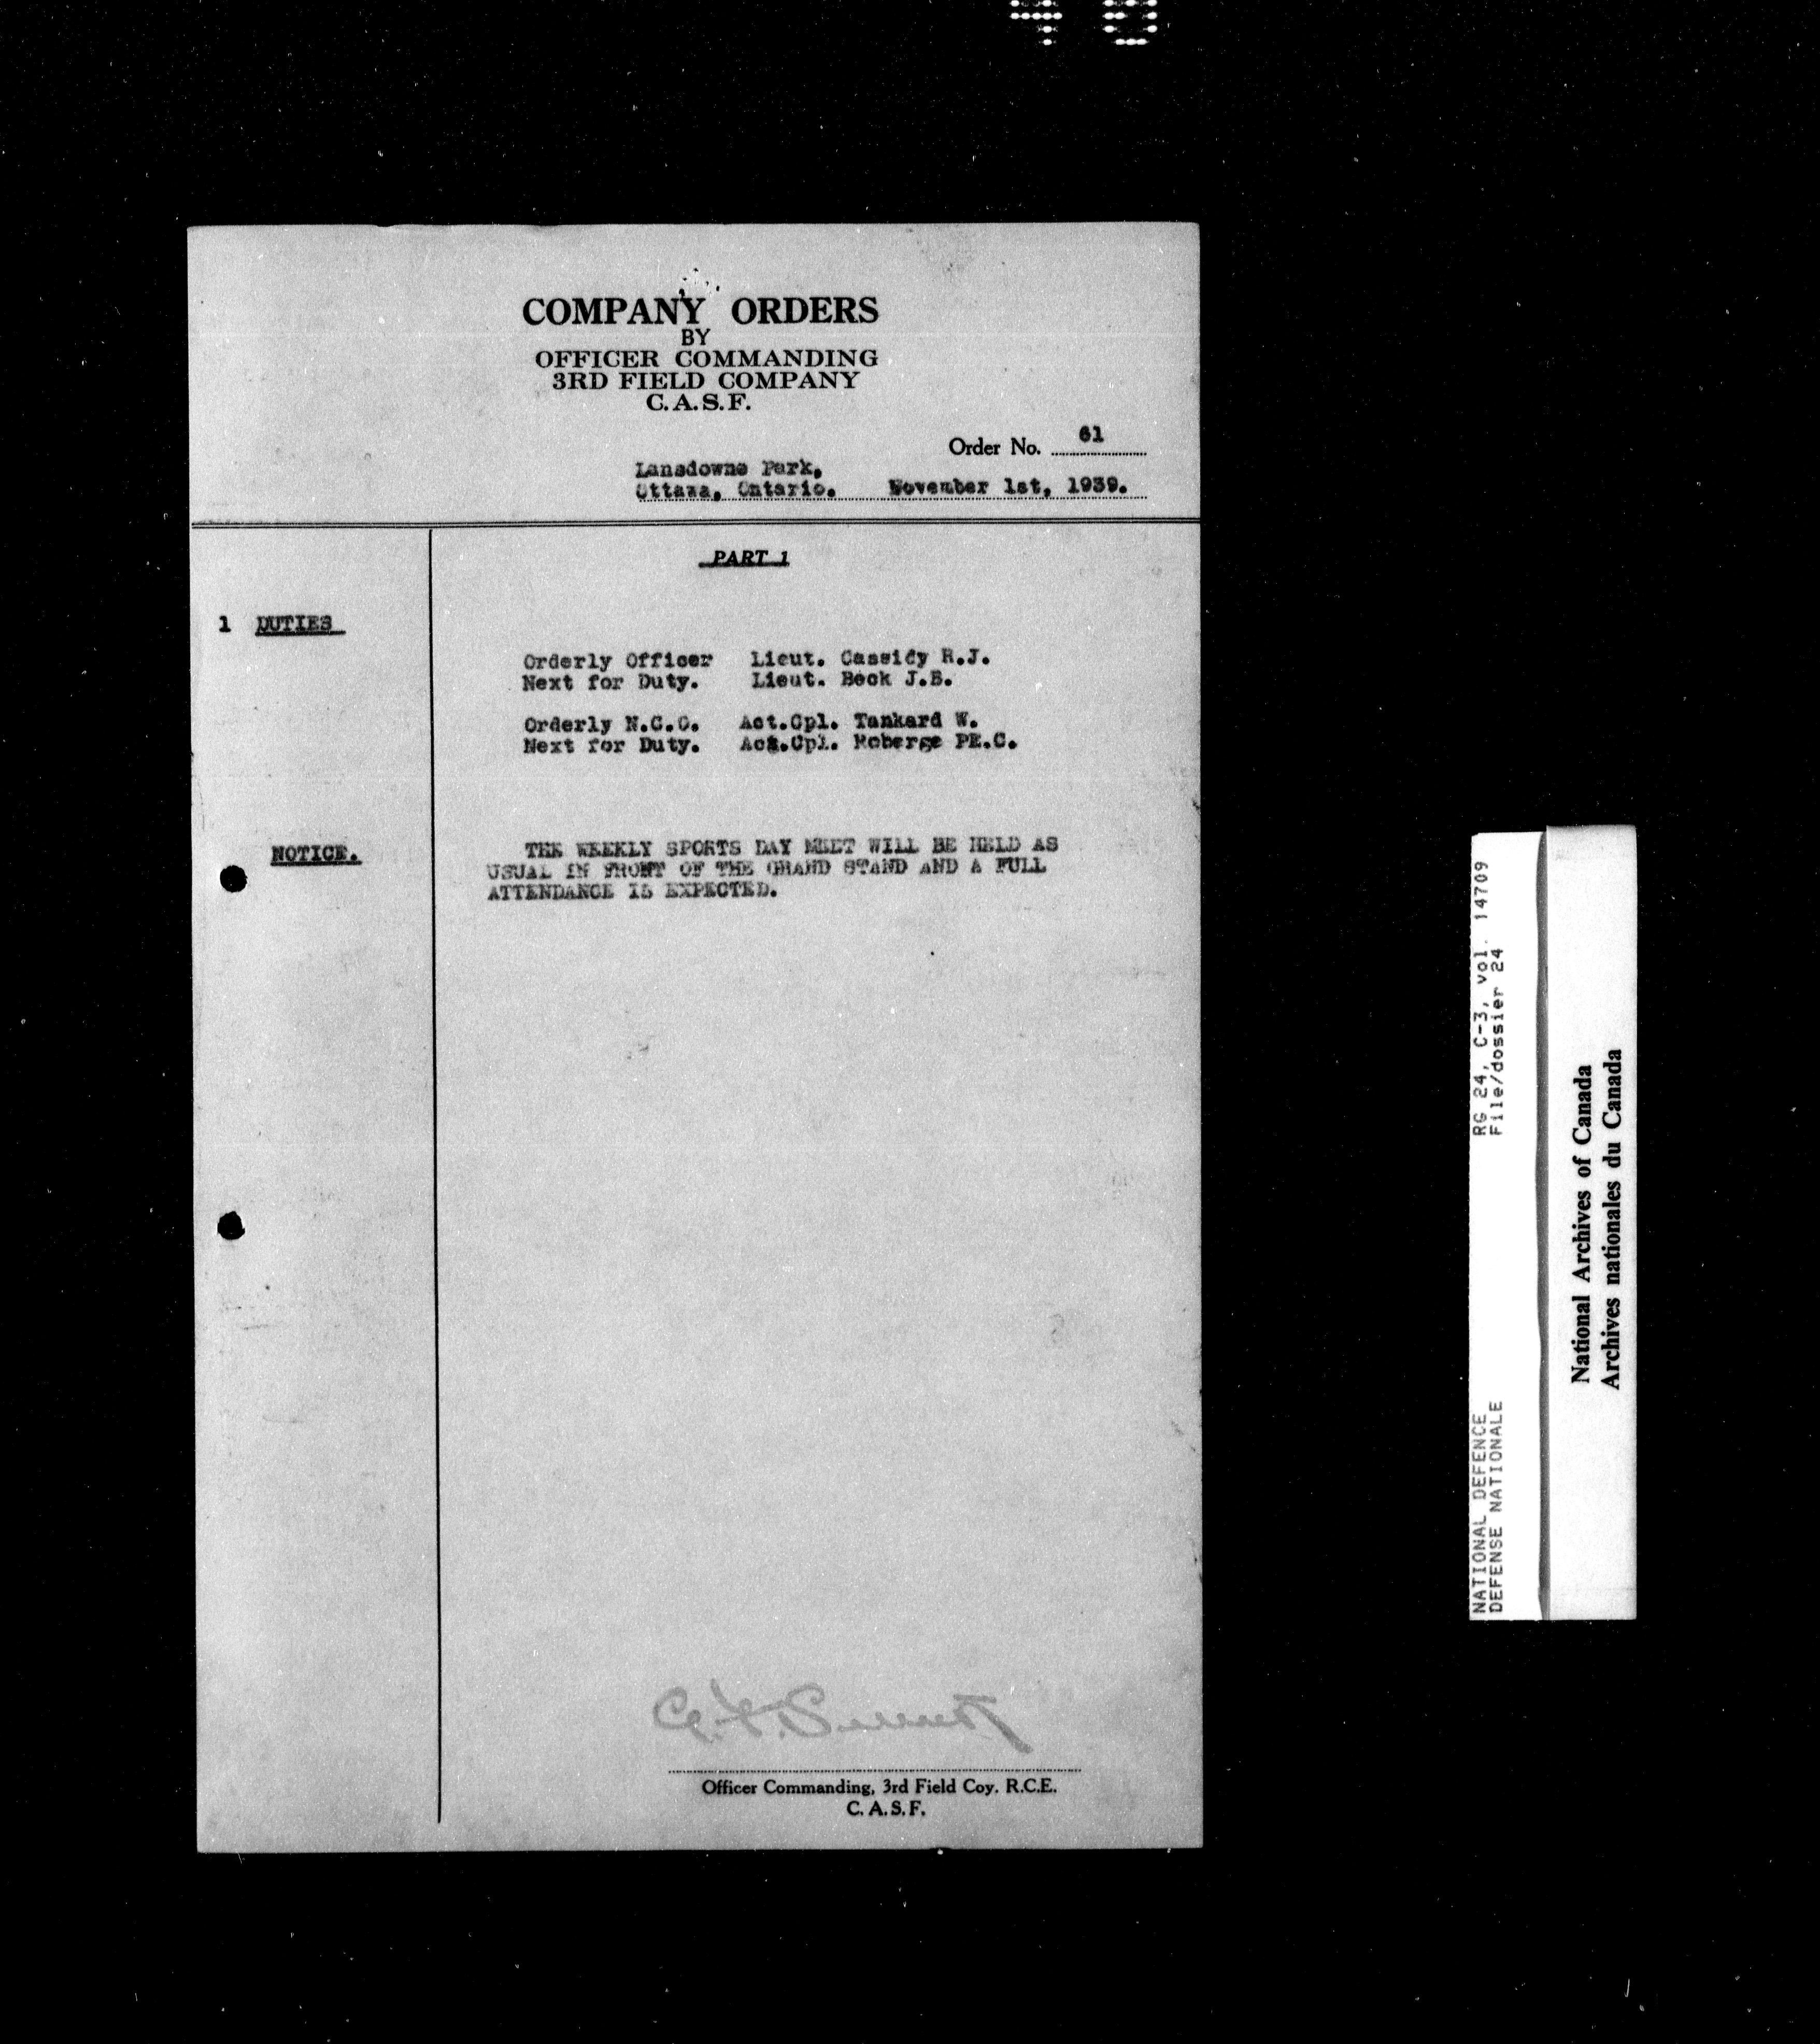 COMPANY ORDERS
BY
OFFICER COMMANDING
3RD FIELD COMPANY
C.A.S.F.
Order No. 61
Lansdowne Park,
Ottawa, Ontario. November 1st, 1939.
PART 1
1 DUTIES
Orderly Officer Lieut. Cassidy R.J.
Next for Duty. Lieut. Beck J.B.
Orderly N.C.O. Act.Cpl. Tankard W.
Next for Duty. Act.Cpl. Roberge PE.C.
NOTICE.
THE WEEKLY SPORTS DAY MEET WILL BE HELD AS
USUAL IN FRONT OF THE GRAND STAND AND A FULL
ATTENDANCE IS EXPECTED.
Officer Commanding, 3rd Field Coy. R.C.E.
C.A.S.F.
NATIONAL DEFENCE RG 24, C-3, vol. 14709
DEFENSE NATIONALE File/dossier 24
National Archives of Canada
Archives nationales du Canada